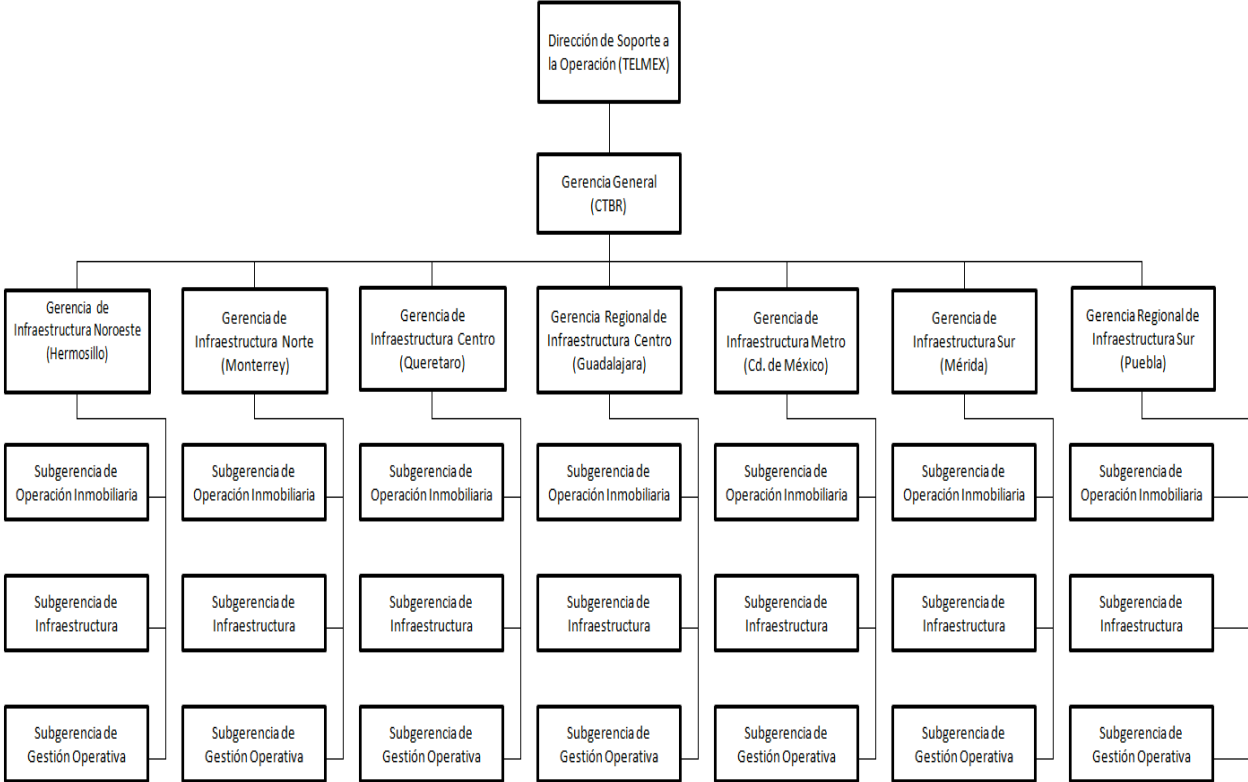 Dirección de Soporte a
la Operación (TELMEX)
Gerencia General
(CTBR)
Gerencia de
Infraestructura Noroeste
(Hermosillo)
Gerencia de
Infraestructura Norte
(Monterrey)
Gerencia de
Infraestructura Centro
(Queretaro)
Gerencia Regional de
Infraestructura Centro
(Guadalajara)
Gerencia de
Infraestructura Metro
(Cd. de México)
Gerencia de
Infraestructura Sur
(Mérida)
Gerencia Regional de
Infraestructura Sur
(Puebla)
Subgerencia de
Operación Inmobiliaria
Subgerencia de
Operación Inmobiliaria
Subgerencia de
Operación Inmobiliaria
Subgerencia de
Operación Inmobiliaria
Subgerencia de
Operación Inmobiliaria
Subgerencia de
Operación Inmobiliaria
Subgerencia de
Operación Inmobiliaria
Subgerencia de
Infraestructura
Subgerencia de
Infraestructura
Subgerencia de
Infraestructura
Subgerencia de
Infraestructura
Subgerencia de
Infraestructura
Subgerencia de
Infraestructura
Subgerencia de
Infraestructura
Subgerencia de
Gestión Operativa
Subgerencia de
Gestión Operativa
Subgerencia de
Gestión Operativa
Subgerencia de
Gestión Operativa
Subgerencia de
Gestión Operativa
Subgerencia de
Gestión Operativa
Subgerencia de
Gestión Operativa